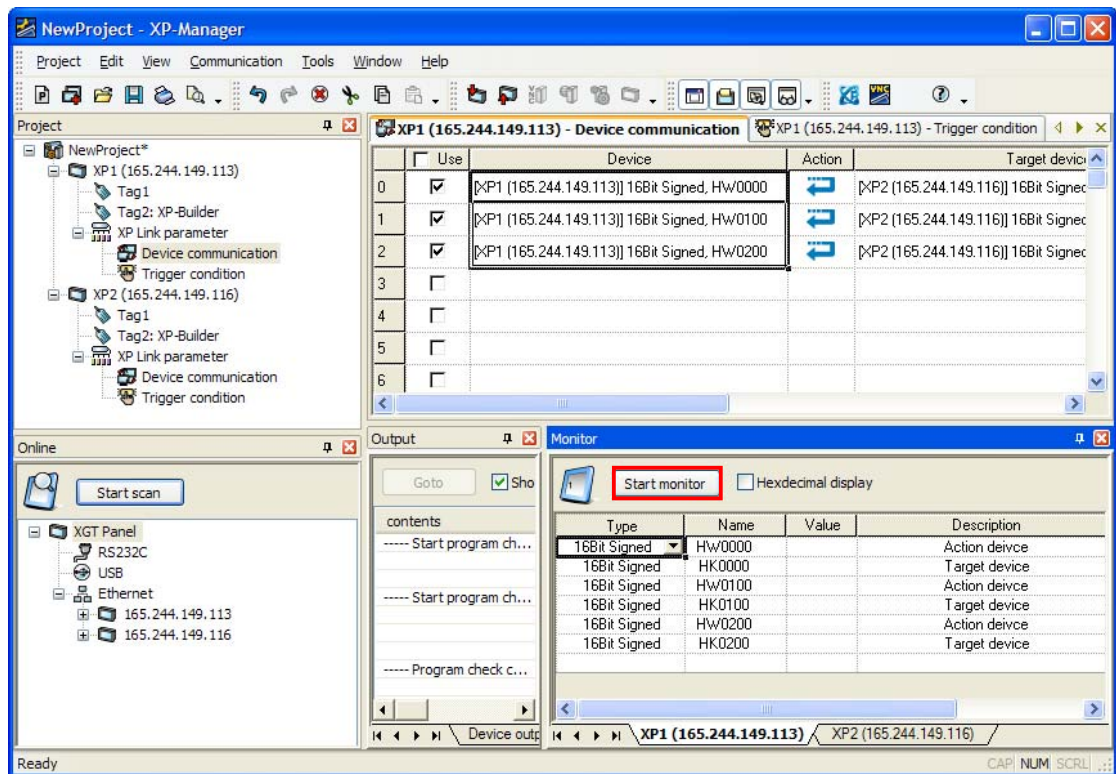 NewProject - XP-Manager
Project Edit View Communication Tools Window Help
Project
NewProject*
XP1 (165.244.149.113)
Tag1
Tag2: XP-Builder
XP Link parameter
Device communication
Trigger condition
XP2 (165.244.149.116)
Tag1
Tag2: XP-Builder
XP Link parameter
Device communication
Trigger condition
XP1 (165.244.149.113) - Device communication XP1 (165.244.149.113) - Trigger condition
Use Device Action Target device
0 [XP1 (165.244.149.113)] 16Bit Signed, HW0000 [XP2 (165.244.149.116)] 16Bit Signed
1 [XP1 (165.244.149.113)] 16Bit Signed, HW0100 [XP2 (165.244.149.116)] 16Bit Signed
2 [XP1 (165.244.149.113)] 16Bit Signed, HW0200 [XP2 (165.244.149.116)] 16Bit Signed
3
4
5
6
Online
Start scan
XGT Panel
RS232C
USB
Ethernet
165.244.149.113
165.244.149.116
Output
Goto Sho
contents
----- Start program ch...
----- Start program ch...
----- Program check c...
Device outp
Monitor
Start monitor Hexdecimal display
Type Name Value Description
16Bit Signed HW0000 Action deivce
16Bit Signed HK0000 Target device
16Bit Signed HW0100 Action deivce
16Bit Signed HK0100 Target device
16Bit Signed HW0200 Action deivce
16Bit Signed HK0200 Target device
XP1 (165.244.149.113) XP2 (165.244.149.116)
Ready CAP NUM SCRL